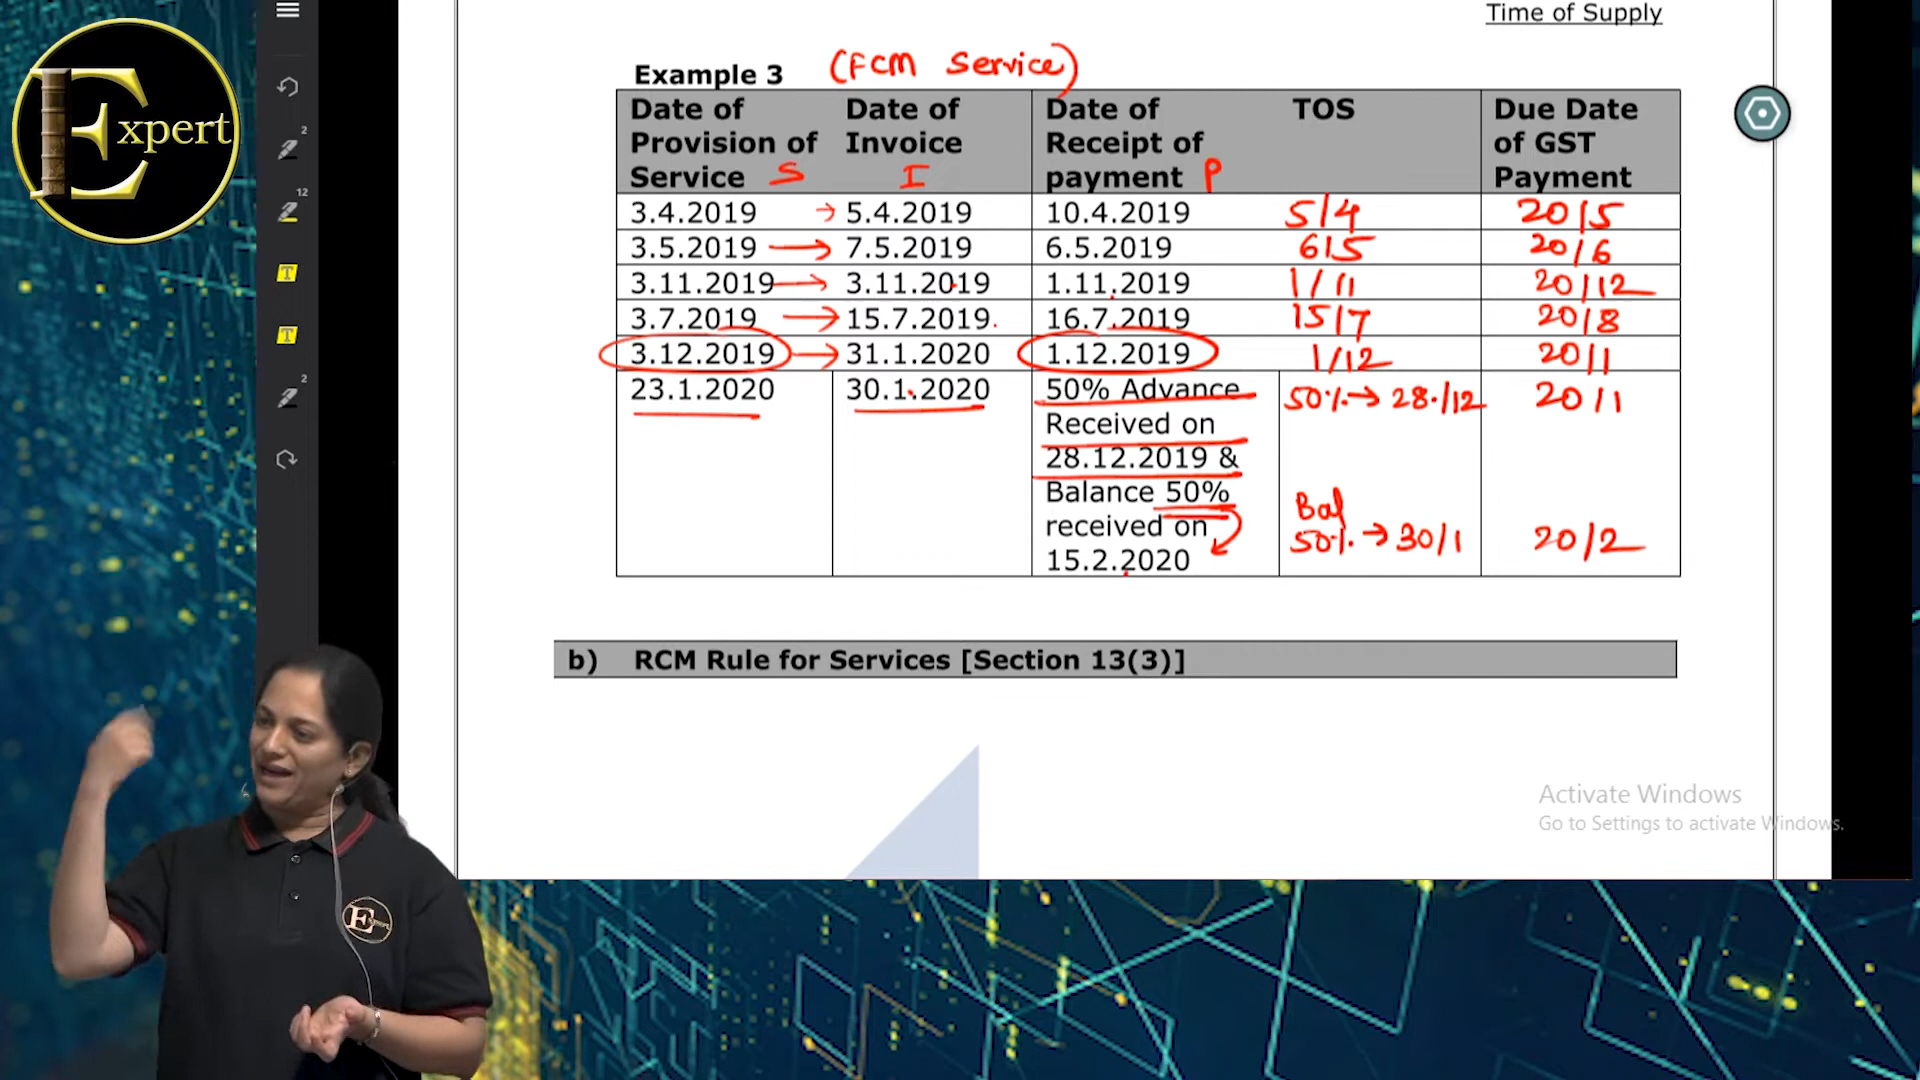 Expert
Time of Supply
Example 3 (FCM Service)
Date of Provision of Service S | Date of Invoice I | Date of Receipt of payment P | TOS | Due Date of GST Payment
3.4.2019 → 5.4.2019 10.4.2019 5/4 20/5
3.5.2019 → 7.5.2019 6.5.2019 6/5 20/6
3.11.2019 → 3.11.2019 1.11.2019 1/11 20/12
3.7.2019 → 15.7.2019 16.7.2019 15/7 20/8
3.12.2019 → 31.1.2020 1.12.2019 1/12 20/1
23.1.2020 30.1.2020 50% Advance 50% → 28/12 20/1
Received on
28.12.2019 &
Balance 50% Bal
received on 50% → 30/1 20/2
15.2.2020
b) RCM Rule for Services [Section 13(3)]
Activate Windows
Go to Settings to activate Windows.
Expert
2
12
2
T
T